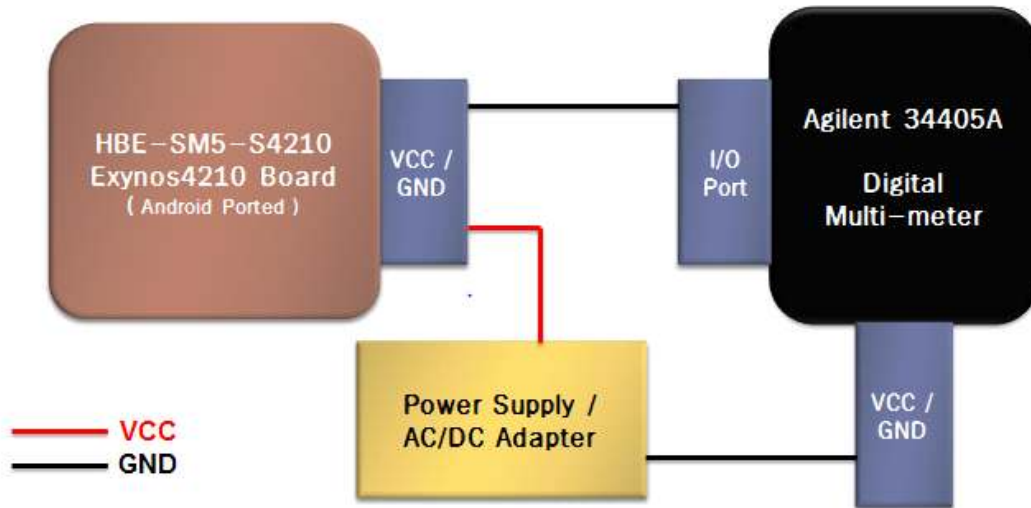 HBE-SM5-S4210
Exynos4210 Board
( Android Ported )
VCC /
GND
I/O
Port
Agilent 34405A
Digital
Multi-meter
Power Supply /
AC/DC Adapter
VCC /
GND
VCC
GND